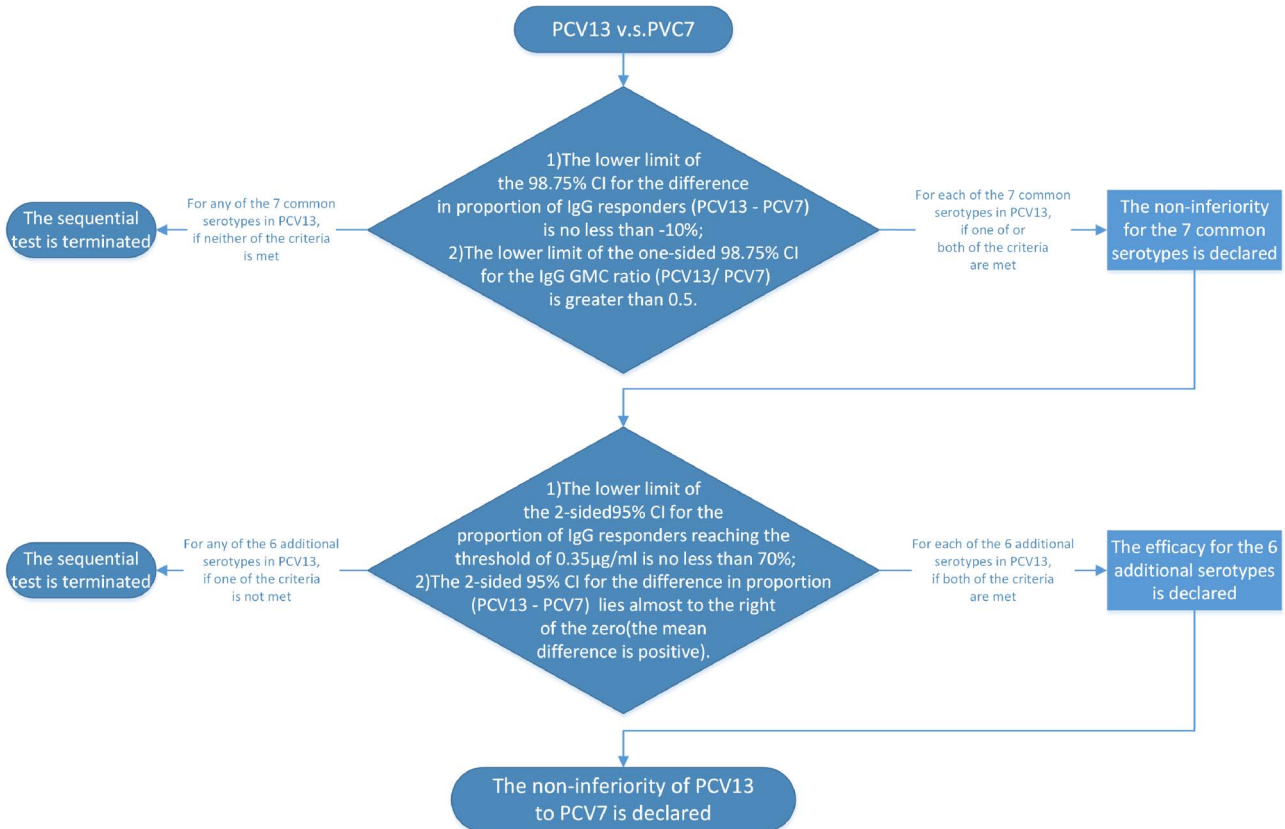 PCV13 v.s.PVC7
1)The lower limit of
the 98.75% CI for the difference
in proportion of IgG responders (PCV13 - PCV7)
is no less than -10%;
2)The lower limit of the one-sided 98.75% CI
for the IgG GMC ratio (PCV13/ PCV7)
is greater than 0.5.
For any of the 7 common
serotypes in PCV13,
if neither of the criteria
is met
The sequential
test is terminated
For each of the 7 common
serotypes in PCV13,
if one of or
both of the criteria
are met
The non-inferiority
for the 7 common
serotypes is declared
1)The lower limit of
the 2-sided95% CI for the
proportion of IgG responders reaching the
threshold of 0.35μg/ml is no less than 70%;
2)The 2-sided 95% CI for the difference in proportion
(PCV13 - PCV7) lies almost to the right
of the zero(the mean
difference is positive).
For any of the 6 additional
serotypes in PCV13,
if one of the criteria
is not met
The sequential
test is terminated
For each of the 6 additional
serotypes in PCV13,
if both of the criteria
are met
The efficacy for the 6
additional serotypes
is declared
The non-inferiority of PCV13
to PCV7 is declared